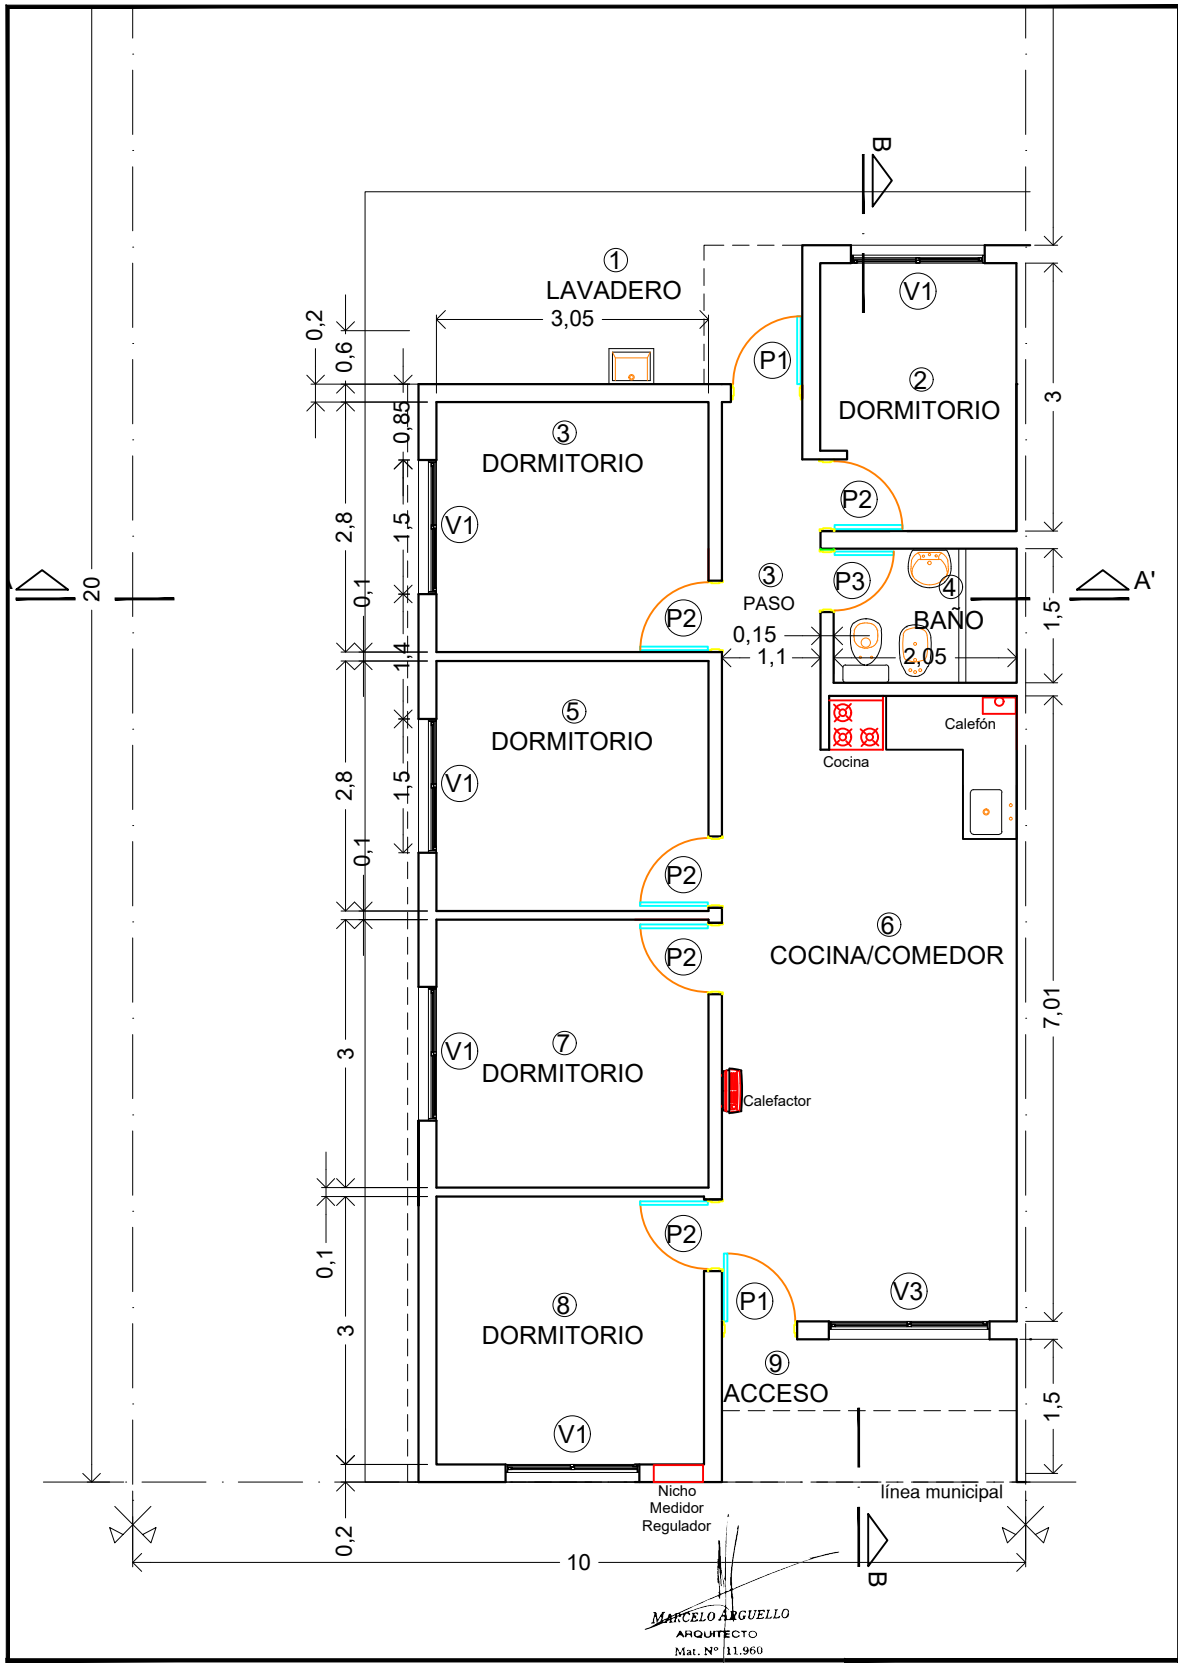 B
①
LAVADERO
3,05
0,2
0,6
V1
P1
②
DORMITORIO
3
0,85
③
DORMITORIO
P2
2,8
1,5
V1
0,1
20
③
PASO
P3
④
BAÑO
A'
1,5
P2
0,15
1,1
2,05
1,4
⑤
DORMITORIO
Calefón
Cocina
2,8
1,5
V1
0,1
P2
⑥
COCINA/COMEDOR
P2
7,01
3
V1
⑦
DORMITORIO
Calefactor
P2
0,1
P1
V3
3
⑧
DORMITORIO
⑨
ACCESO
1,5
V1
línea municipal
Nicho
Medidor
Regulador
0,2
10
B
MARCELO ARGUELLO
ARQUITECTO
Mat. Nº 11.960